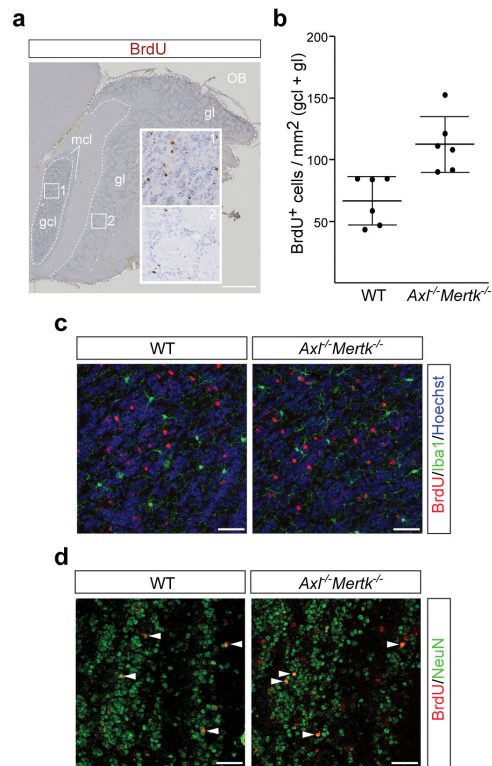 a
BrdU
OB
gl
mcl
gl
gcl
1
2
1
2
b
BrdU⁺ cells / mm² (gcl + gl)
200
150
100
50
WT
Axl⁻/⁻Mertk⁻/⁻
c
WT
Axl⁻/⁻Mertk⁻/⁻
BrdU/Iba1/Hoechst
d
WT
Axl⁻/⁻Mertk⁻/⁻
BrdU/NeuN